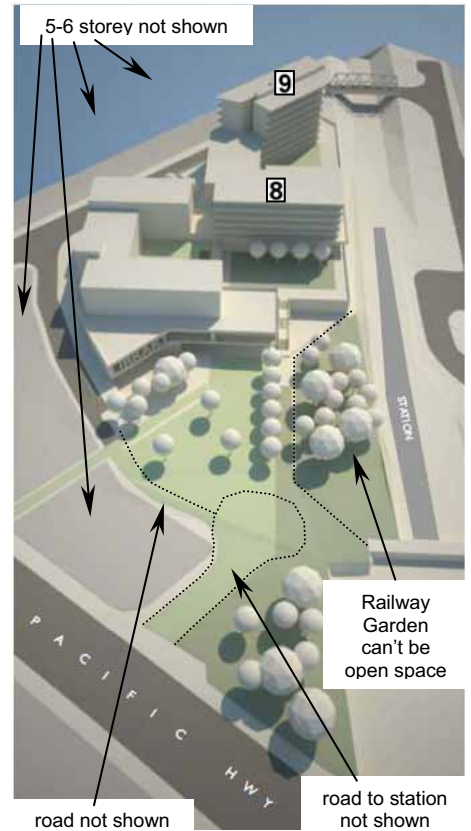 5-6 storey not shown
9
8
LIBRARY
STATION
Railway
Garden
can't be
open space
PACIFIC HWY
road not shown
road to station
not shown